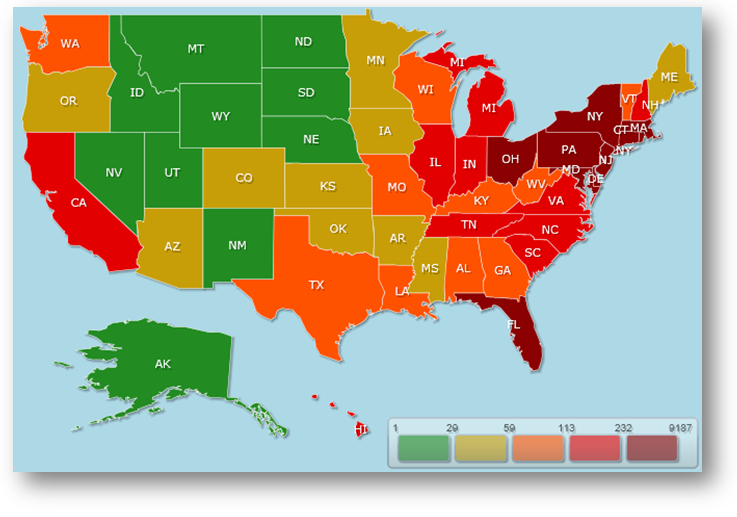 WA
MT
ND
MN
MI
ME
OR
ID
SD
WI
MI
VT
NH
WY
NE
IA
NY
CT
MA
NV
UT
CO
KS
MO
IL
IN
OH
PA
NJ
NY
MD
DE
WV
VA
KY
CA
AZ
NM
OK
AR
TN
NC
SC
TX
LA
MS
AL
GA
FL
AK
HI
1 29 59 113 232 9187